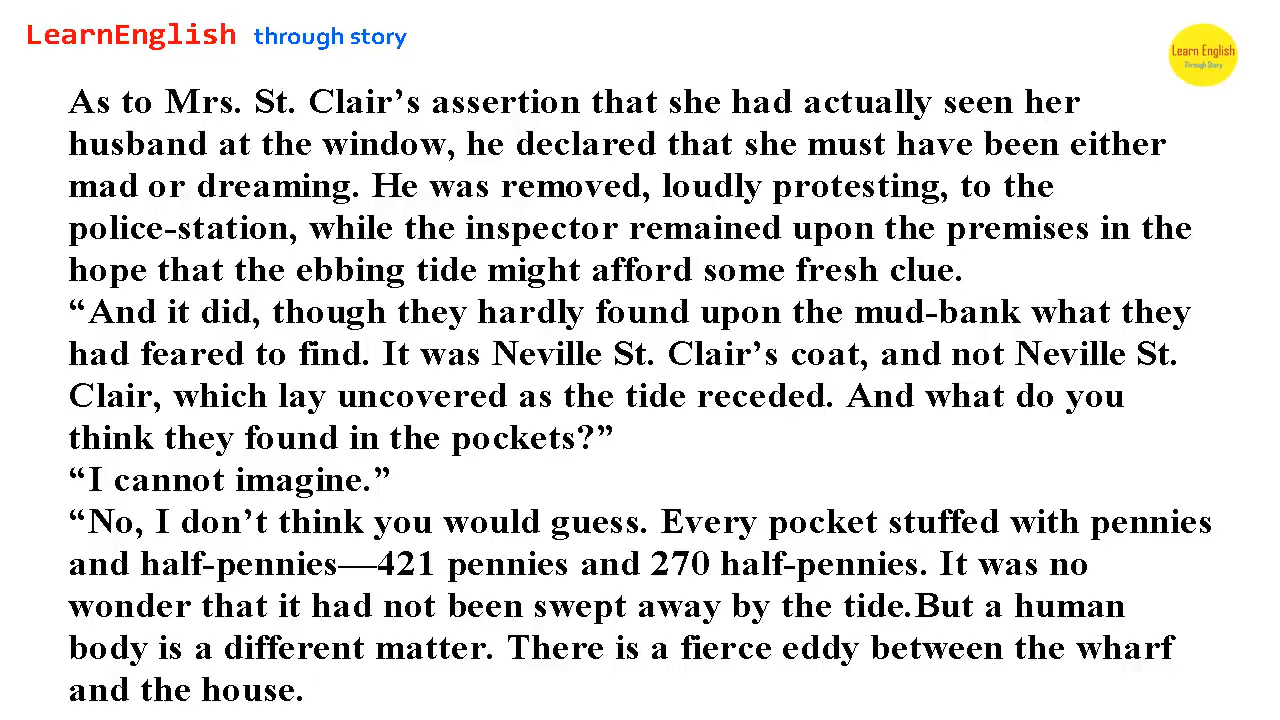 LearnEnglish through story
Learn English
Through Story
As to Mrs. St. Clair’s assertion that she had actually seen her
husband at the window, he declared that she must have been either
mad or dreaming. He was removed, loudly protesting, to the
police-station, while the inspector remained upon the premises in the
hope that the ebbing tide might afford some fresh clue.
“And it did, though they hardly found upon the mud-bank what they
had feared to find. It was Neville St. Clair’s coat, and not Neville St.
Clair, which lay uncovered as the tide receded. And what do you
think they found in the pockets?”
“I cannot imagine.”
“No, I don’t think you would guess. Every pocket stuffed with pennies
and half-pennies—421 pennies and 270 half-pennies. It was no
wonder that it had not been swept away by the tide.But a human
body is a different matter. There is a fierce eddy between the wharf
and the house.